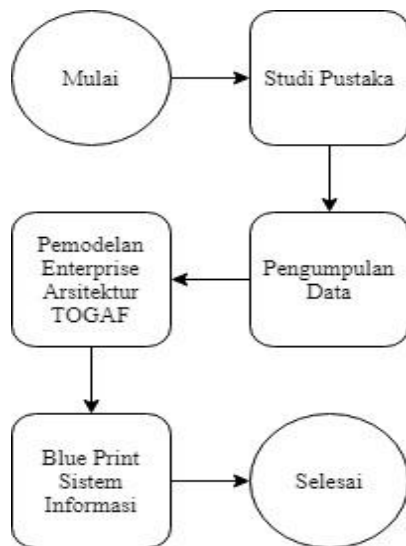 Mulai
Studi Pustaka
Pengumpulan
Data
Pemodelan
Enterprise
Arsitektur
TOGAF
Blue Print
Sistem
Informasi
Selesai